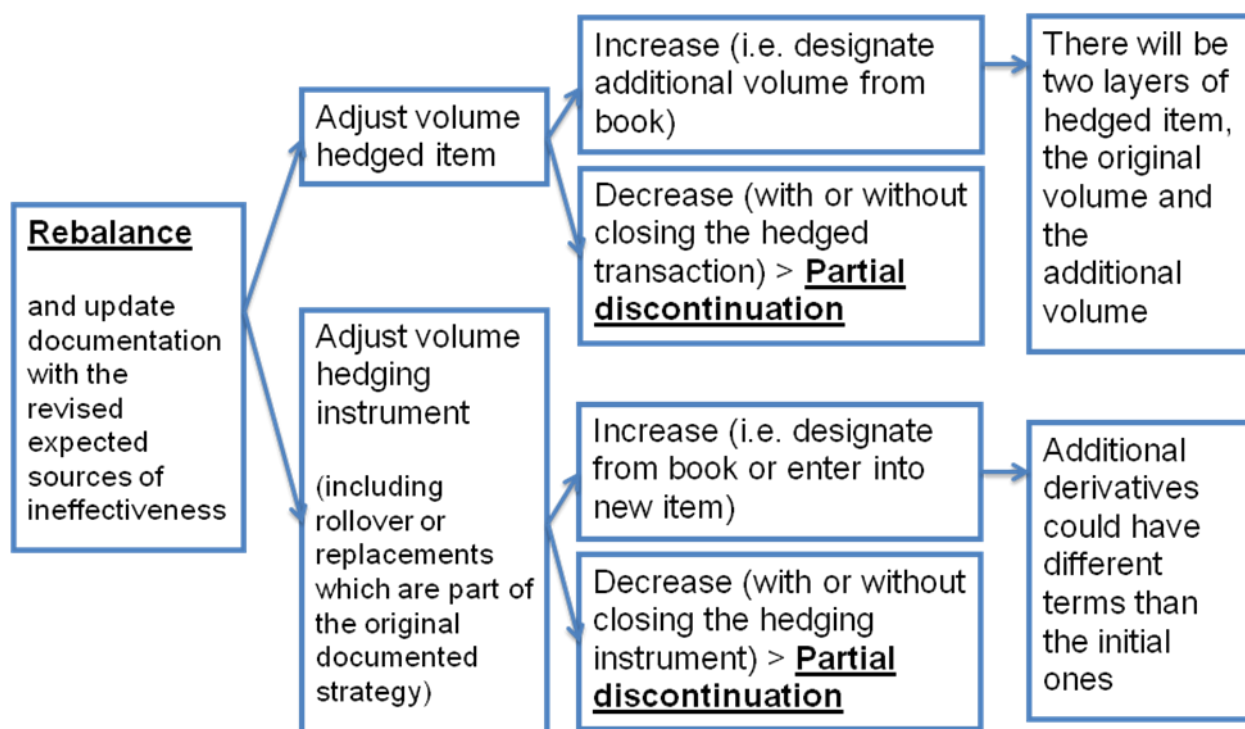 Rebalance
and update
documentation
with the
revised
expected
sources of
ineffectiveness
Adjust volume
hedged item
Increase (i.e. designate
additional volume from
book)
There will be
two layers of
hedged item,
the original
volume and
the
additional
volume
Decrease (with or without
closing the hedged
transaction) > Partial
discontinuation
Adjust volume
hedging
instrument
(including
rollover or
replacements
which are part of
the original
documented
strategy)
Increase (i.e. designate
from book or enter into
new item)
Additional
derivatives
could have
different
terms than
the initial
ones
Decrease (with or without
closing the hedging
instrument) > Partial
discontinuation